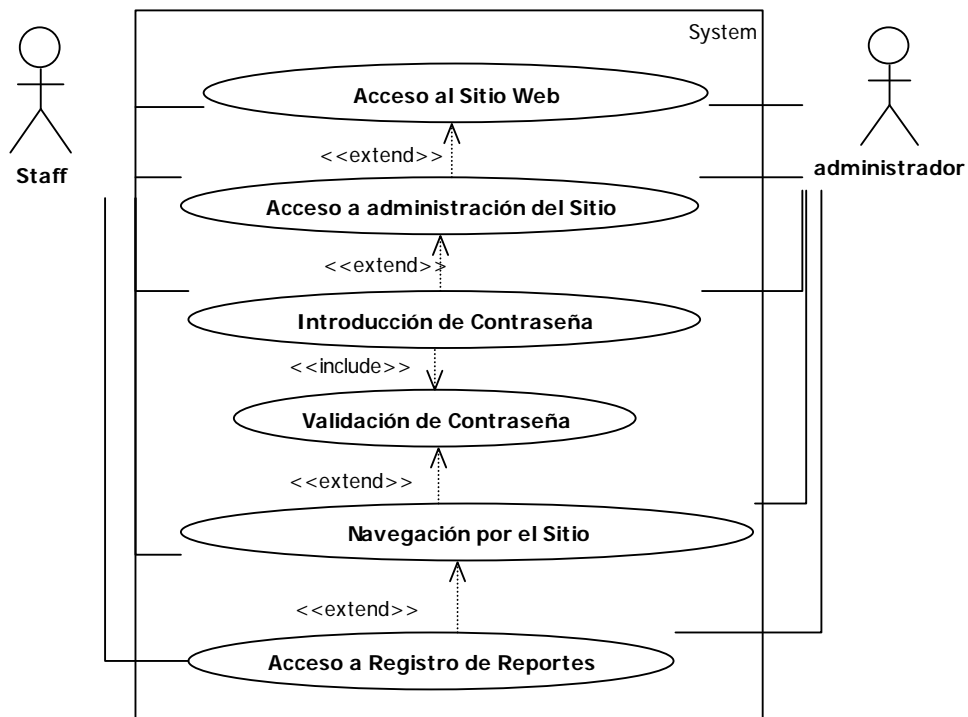 System
Acceso al Sitio Web
<<extend>>
Staff
administrador
Acceso a administración del Sitio
<<extend>>
Introducción de Contraseña
<<include>>
Validación de Contraseña
<<extend>>
Navegación por el Sitio
<<extend>>
Acceso a Registro de Reportes